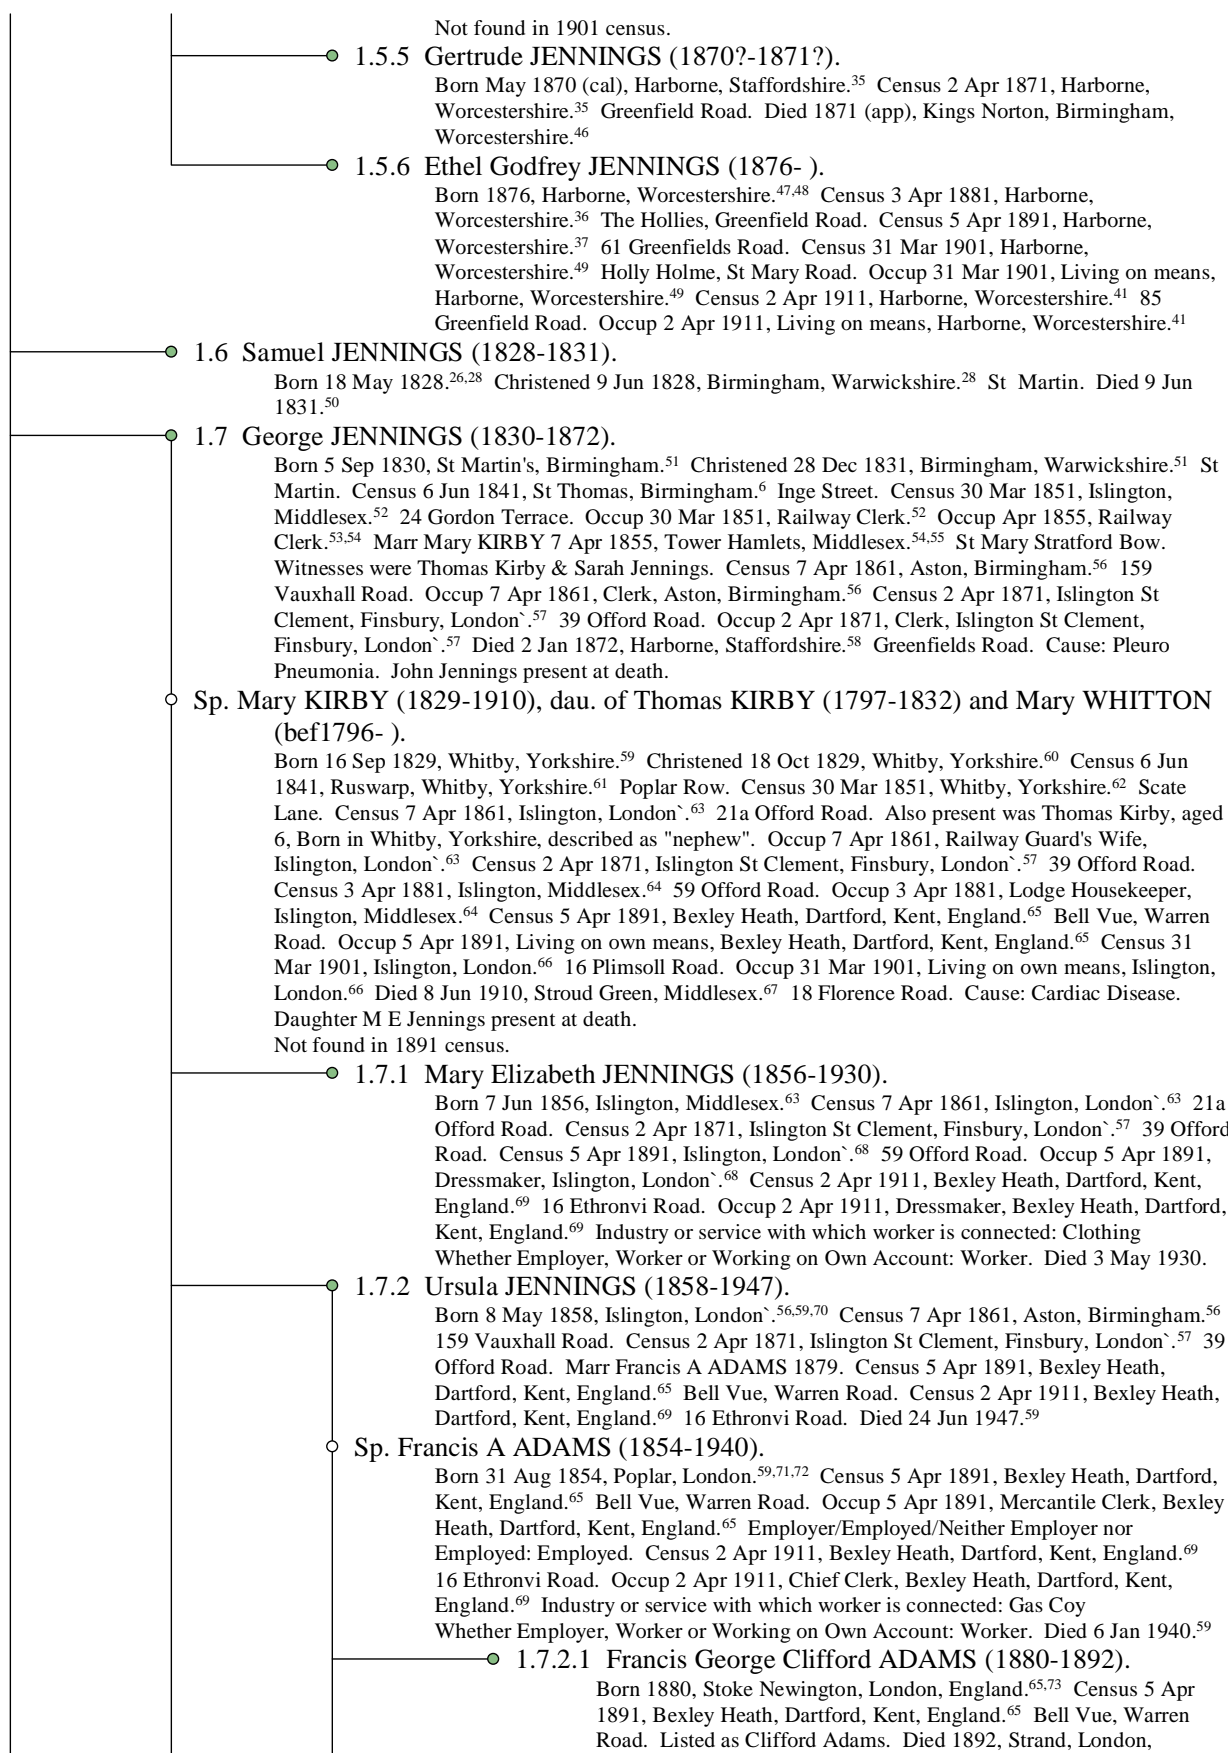 Not found in 1901 census.
1.5.5 Gertrude JENNINGS (1870?-1871?).
Born May 1870 (cal), Harborne, Staffordshire.35 Census 2 Apr 1871, Harborne,
Worcestershire.35 Greenfield Road. Died 1871 (app), Kings Norton, Birmingham,
Worcestershire.46
1.5.6 Ethel Godfrey JENNINGS (1876- ).
Born 1876, Harborne, Worcestershire.47,48 Census 3 Apr 1881, Harborne,
Worcestershire.36 The Hollies, Greenfield Road. Census 5 Apr 1891, Harborne,
Worcestershire.37 61 Greenfields Road. Census 31 Mar 1901, Harborne,
Worcestershire.49 Holly Holme, St Mary Road. Occup 31 Mar 1901, Living on means,
Harborne, Worcestershire.49 Census 2 Apr 1911, Harborne, Worcestershire.41 85
Greenfield Road. Occup 2 Apr 1911, Living on means, Harborne, Worcestershire.41
1.6 Samuel JENNINGS (1828-1831).
Born 18 May 1828.26,28 Christened 9 Jun 1828, Birmingham, Warwickshire.28 St Martin. Died 9 Jun
1831.50
1.7 George JENNINGS (1830-1872).
Born 5 Sep 1830, St Martin's, Birmingham.51 Christened 28 Dec 1831, Birmingham, Warwickshire.51 St
Martin. Census 6 Jun 1841, St Thomas, Birmingham.6 Inge Street. Census 30 Mar 1851, Islington,
Middlesex.52 24 Gordon Terrace. Occup 30 Mar 1851, Railway Clerk.52 Occup Apr 1855, Railway
Clerk.53,54 Marr Mary KIRBY 7 Apr 1855, Tower Hamlets, Middlesex.54,55 St Mary Stratford Bow.
Witnesses were Thomas Kirby & Sarah Jennings. Census 7 Apr 1861, Aston, Birmingham.56 159
Vauxhall Road. Occup 7 Apr 1861, Clerk, Aston, Birmingham.56 Census 2 Apr 1871, Islington St
Clement, Finsbury, London`.57 39 Offord Road. Occup 2 Apr 1871, Clerk, Islington St Clement,
Finsbury, London`.57 Died 2 Jan 1872, Harborne, Staffordshire.58 Greenfields Road. Cause: Pleuro
Pneumonia. John Jennings present at death.
Sp. Mary KIRBY (1829-1910), dau. of Thomas KIRBY (1797-1832) and Mary WHITTON
(bef1796- ).
Born 16 Sep 1829, Whitby, Yorkshire.59 Christened 18 Oct 1829, Whitby, Yorkshire.60 Census 6 Jun
1841, Ruswarp, Whitby, Yorkshire.61 Poplar Row. Census 30 Mar 1851, Whitby, Yorkshire.62 Scate
Lane. Census 7 Apr 1861, Islington, London`.63 21a Offord Road. Also present was Thomas Kirby, aged
6, Born in Whitby, Yorkshire, described as "nephew". Occup 7 Apr 1861, Railway Guard's Wife,
Islington, London`.63 Census 2 Apr 1871, Islington St Clement, Finsbury, London`.57 39 Offord Road.
Census 3 Apr 1881, Islington, Middlesex.64 59 Offord Road. Occup 3 Apr 1881, Lodge Housekeeper,
Islington, Middlesex.64 Census 5 Apr 1891, Bexley Heath, Dartford, Kent, England.65 Bell Vue, Warren
Road. Occup 5 Apr 1891, Living on own means, Bexley Heath, Dartford, Kent, England.65 Census 31
Mar 1901, Islington, London.66 16 Plimsoll Road. Occup 31 Mar 1901, Living on own means, Islington,
London.66 Died 8 Jun 1910, Stroud Green, Middlesex.67 18 Florence Road. Cause: Cardiac Disease.
Daughter M E Jennings present at death.
Not found in 1891 census.
1.7.1 Mary Elizabeth JENNINGS (1856-1930).
Born 7 Jun 1856, Islington, Middlesex.63 Census 7 Apr 1861, Islington, London`.63 21a
Offord Road. Census 2 Apr 1871, Islington St Clement, Finsbury, London`.57 39 Offord
Road. Census 5 Apr 1891, Islington, London`.68 59 Offord Road. Occup 5 Apr 1891,
Dressmaker, Islington, London`.68 Census 2 Apr 1911, Bexley Heath, Dartford, Kent,
England.69 16 Ethronvi Road. Occup 2 Apr 1911, Dressmaker, Bexley Heath, Dartford,
Kent, England.69 Industry or service with which worker is connected: Clothing
Whether Employer, Worker or Working on Own Account: Worker. Died 3 May 1930.
1.7.2 Ursula JENNINGS (1858-1947).
Born 8 May 1858, Islington, London`.56,59,70 Census 7 Apr 1861, Aston, Birmingham.56
159 Vauxhall Road. Census 2 Apr 1871, Islington St Clement, Finsbury, London`.57 39
Offord Road. Marr Francis A ADAMS 1879. Census 5 Apr 1891, Bexley Heath,
Dartford, Kent, England.65 Bell Vue, Warren Road. Census 2 Apr 1911, Bexley Heath,
Dartford, Kent, England.69 16 Ethronvi Road. Died 24 Jun 1947.59
Sp. Francis A ADAMS (1854-1940).
Born 31 Aug 1854, Poplar, London.59,71,72 Census 5 Apr 1891, Bexley Heath, Dartford,
Kent, England.65 Bell Vue, Warren Road. Occup 5 Apr 1891, Mercantile Clerk, Bexley
Heath, Dartford, Kent, England.65 Employer/Employed/Neither Employer nor
Employed: Employed. Census 2 Apr 1911, Bexley Heath, Dartford, Kent, England.69
16 Ethronvi Road. Occup 2 Apr 1911, Chief Clerk, Bexley Heath, Dartford, Kent,
England.69 Industry or service with which worker is connected: Gas Coy
Whether Employer, Worker or Working on Own Account: Worker. Died 6 Jan 1940.59
1.7.2.1 Francis George Clifford ADAMS (1880-1892).
Born 1880, Stoke Newington, London, England.65,73 Census 5 Apr
1891, Bexley Heath, Dartford, Kent, England.65 Bell Vue, Warren
Road. Listed as Clifford Adams. Died 1892, Strand, London,